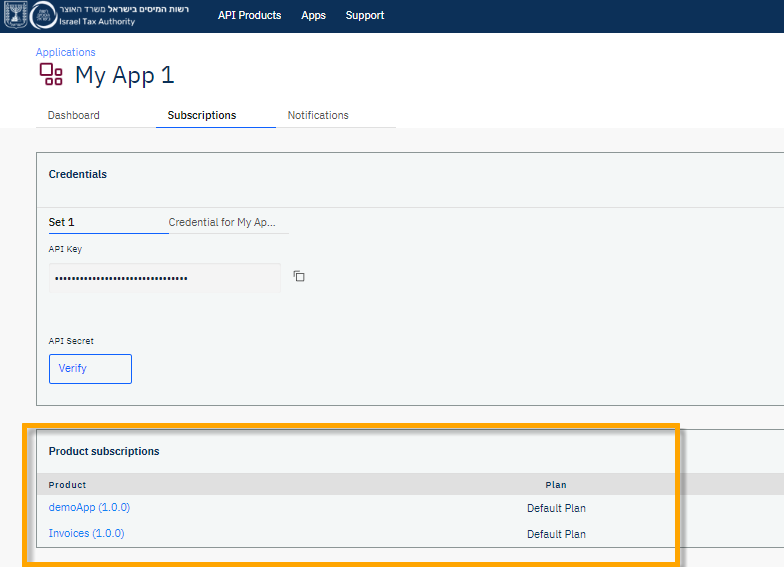 רשות המיסים בישראל משרד האוצר
Israel Tax Authority
API Products Apps Support
Applications
My App 1
Dashboard Subscriptions Notifications
Credentials
Set 1 Credential for My Ap...
API Key
••••••••••••••••••••••••••••••••
API Secret
Verify
Product subscriptions
Product Plan
demoApp (1.0.0) Default Plan
Invoices (1.0.0) Default Plan